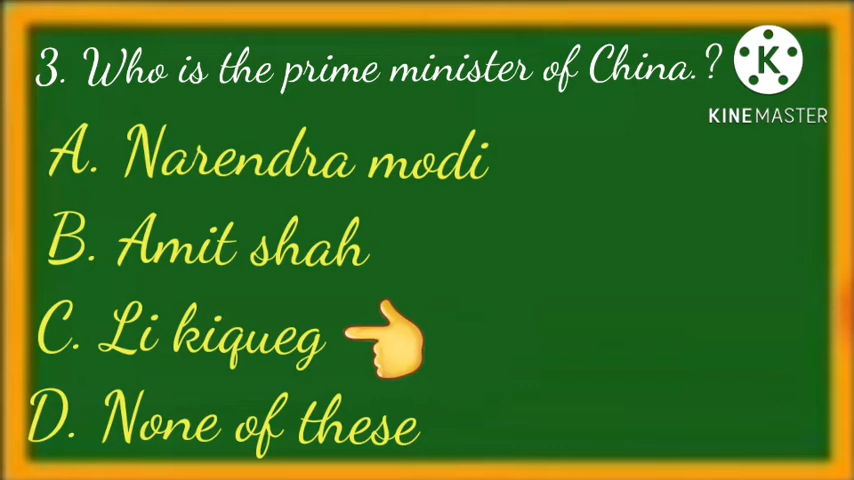 3. Who is the prime minister of China.?
K
KINEMASTER
A. Narendra modi
B. Amit shah
C. Li kiqueg
D. None of these